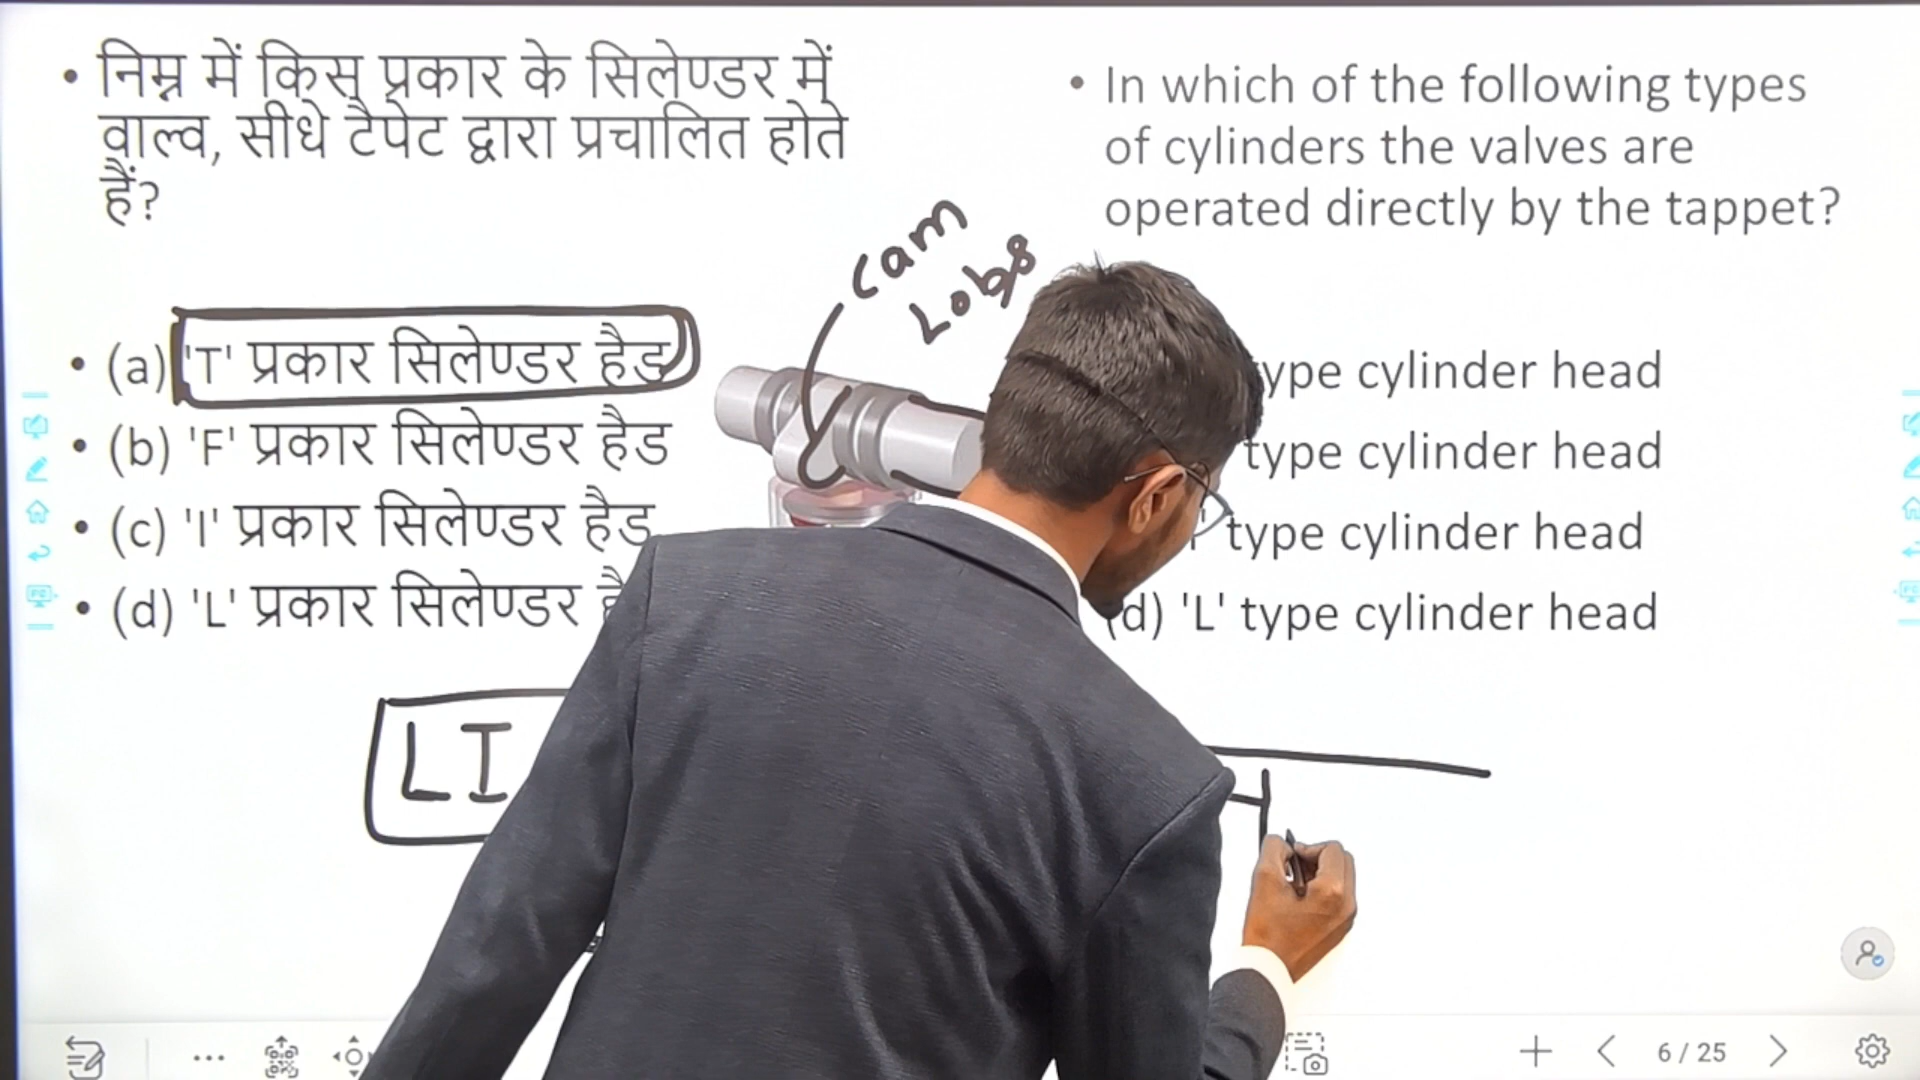 • निम्न में किस प्रकार के सिलेण्डर में
वाल्व, सीधे टैपेट द्वारा प्रचालित होते
हैं?
• (a) 'T' प्रकार सिलेण्डर हैड
• (b) 'F' प्रकार सिलेण्डर हैड
• (c) 'I' प्रकार सिलेण्डर हैड
• (d) 'L' प्रकार सिलेण्डर
Cam
Lobs
LI
• In which of the following types
of cylinders the valves are
operated directly by the tappet?
type cylinder head
type cylinder head
type cylinder head
(d) 'L' type cylinder head
6 / 25